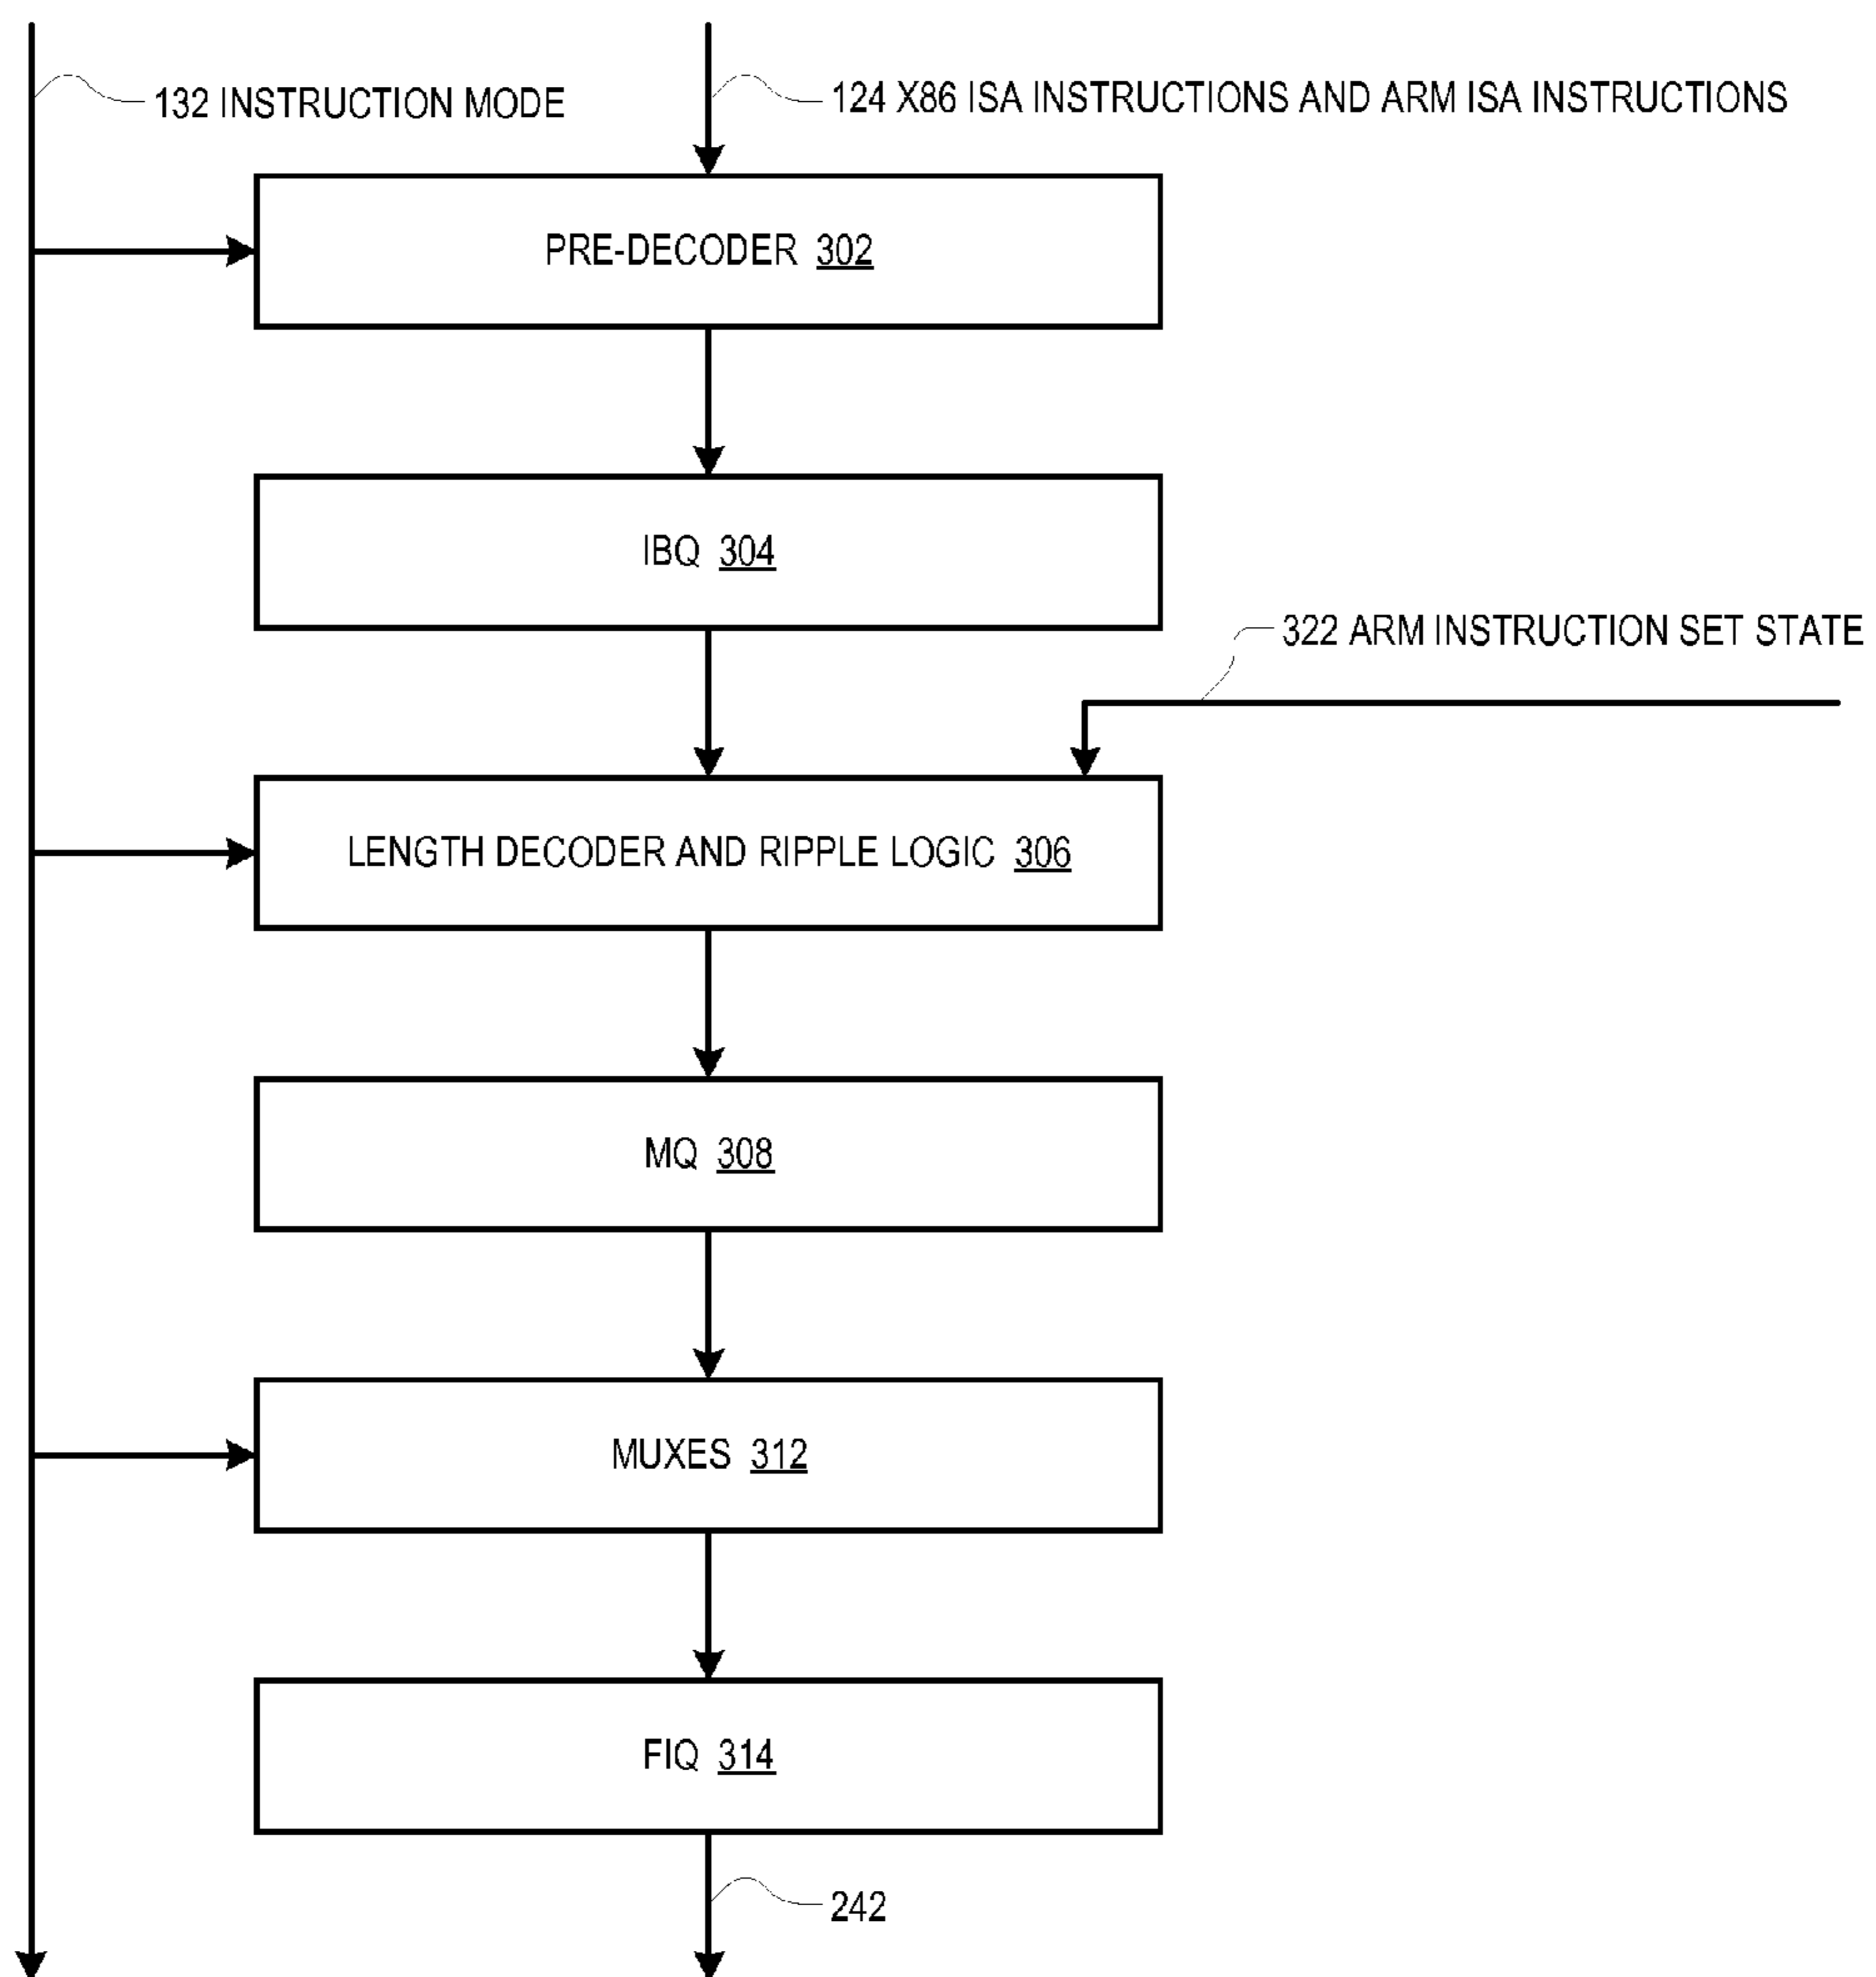 132 INSTRUCTION MODE
124 X86 ISA INSTRUCTIONS AND ARM ISA INSTRUCTIONS
PRE-DECODER 302
IBQ 304
322 ARM INSTRUCTION SET STATE
LENGTH DECODER AND RIPPLE LOGIC 306
MQ 308
MUXES 312
FIQ 314
242